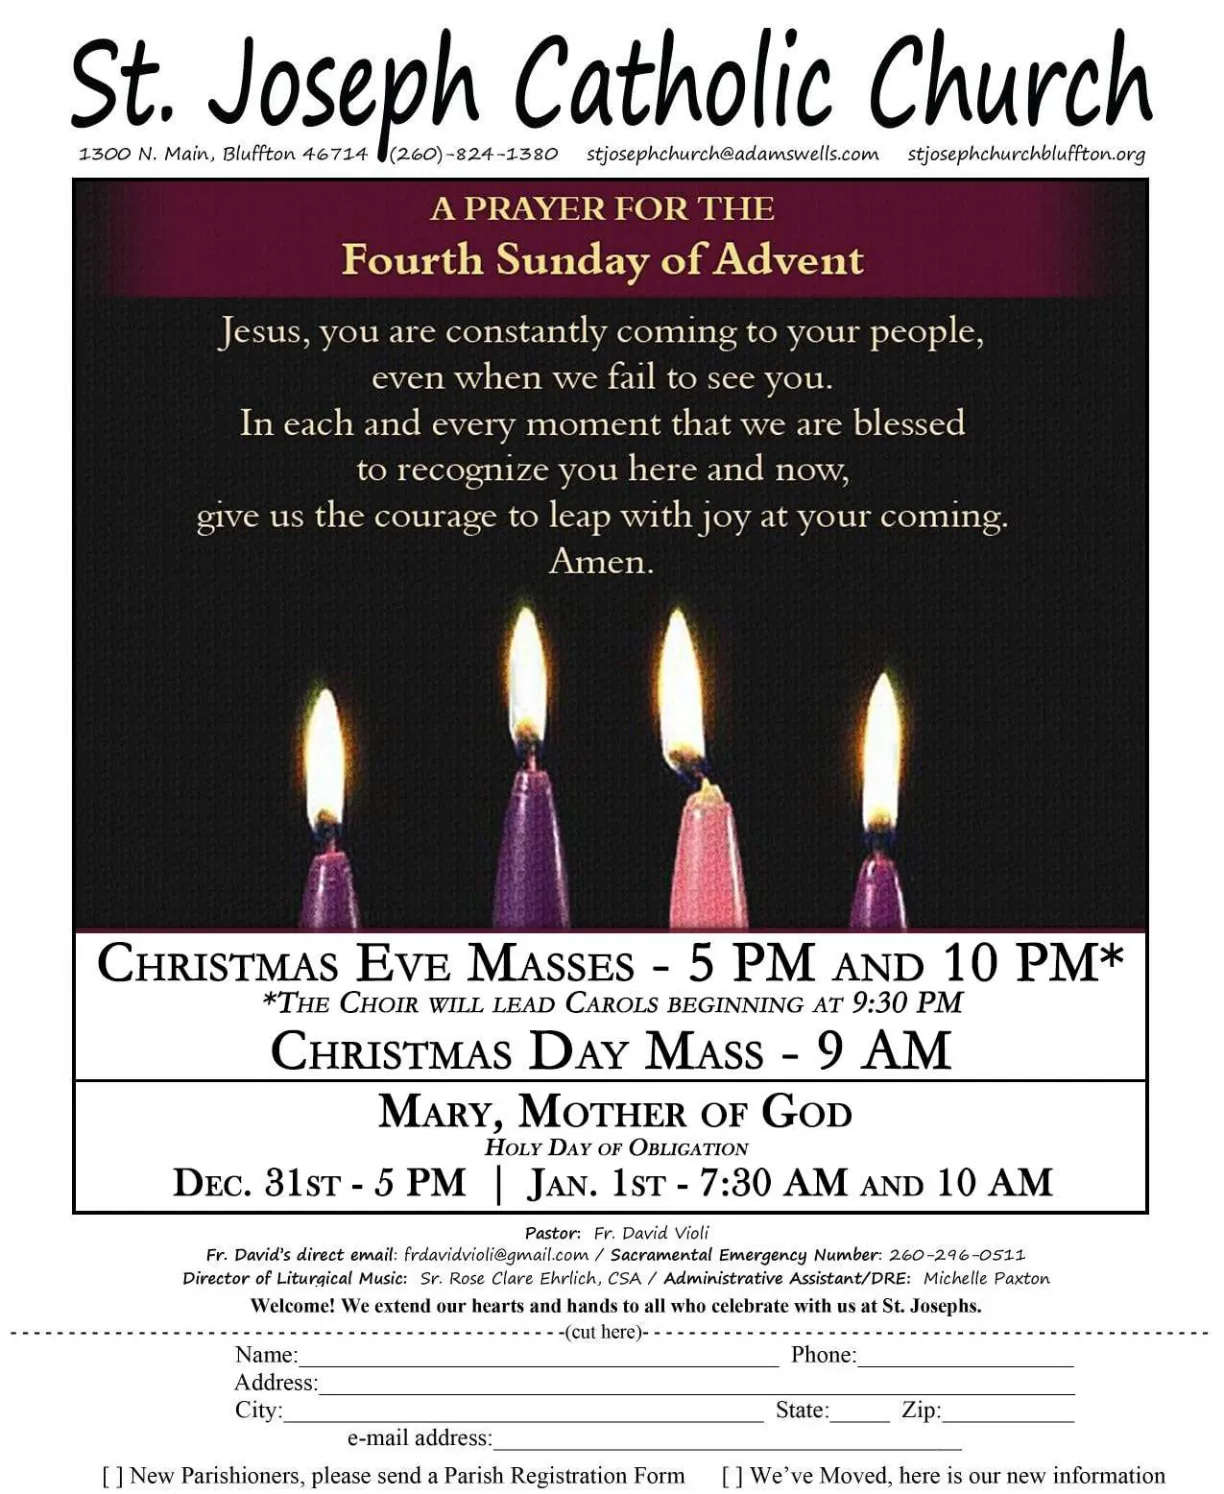 St. Joseph Catholic Church
1300 N. Main, Bluffton 46714 (260)-824-1380 stjosephchurch@adamswells.com stjosephchurchbluffton.org
A PRAYER FOR THE
Fourth Sunday of Advent
Jesus, you are constantly coming to your people,
even when we fail to see you.
In each and every moment that we are blessed
to recognize you here and now,
give us the courage to leap with joy at your coming.
Amen.
CHRISTMAS EVE MASSES - 5 PM AND 10 PM*
*THE CHOIR WILL LEAD CAROLS BEGINNING AT 9:30 PM
CHRISTMAS DAY MASS - 9 AM
MARY, MOTHER OF GOD
HOLY DAY OF OBLIGATION
DEC. 31ST - 5 PM | JAN. 1ST - 7:30 AM AND 10 AM
Pastor: Fr. David Violi
Fr. David's direct email: frdavidvioli@gmail.com / Sacramental Emergency Number: 260-296-0511
Director of Liturgical Music: Sr. Rose Clare Ehrlich, CSA / Administrative Assistant/DRE: Michelle Paxton
Welcome! We extend our hearts and hands to all who celebrate with us at St. Josephs.
(cut here)
Name: Phone:
Address:
City: State: Zip:
e-mail address:
[ ] New Parishioners, please send a Parish Registration Form [ ] We've Moved, here is our new information